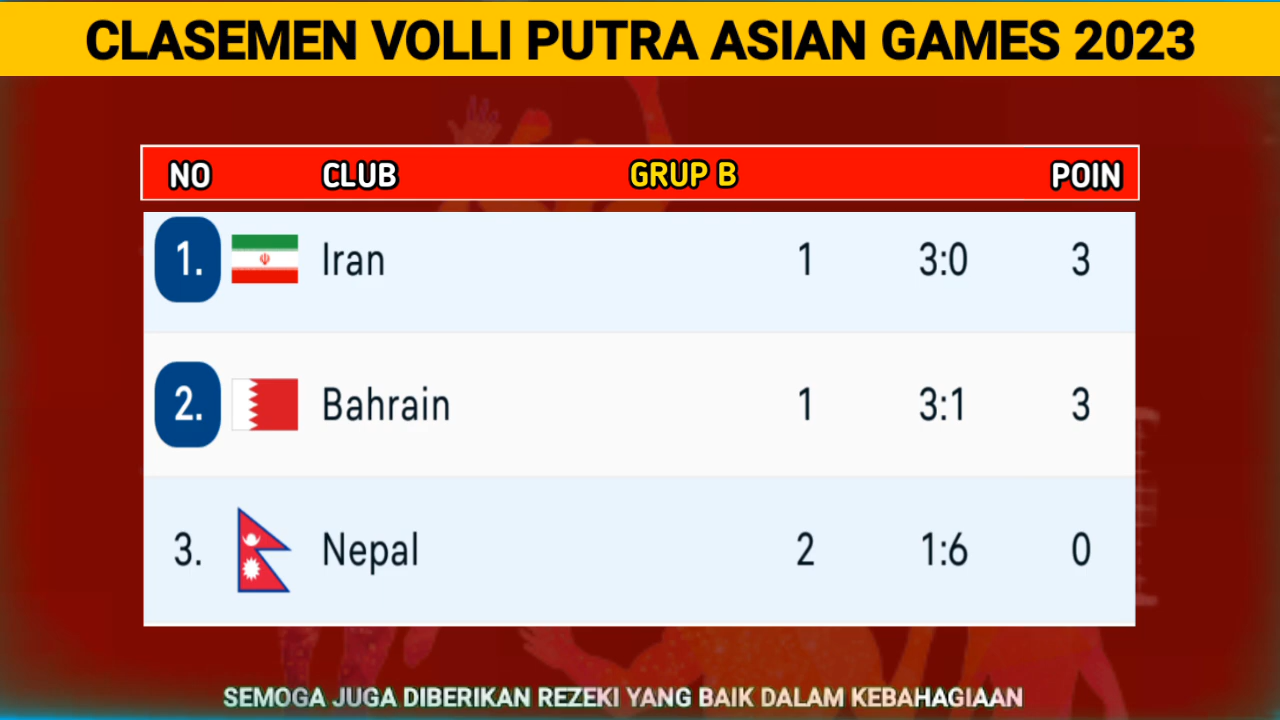 CLASEMEN VOLLI PUTRA ASIAN GAMES 2023
NO CLUB GRUP B POIN
1. Iran 1 3:0 3
2. Bahrain 1 3:1 3
3. Nepal 2 1:6 0
SEMOGA JUGA DIBERIKAN REZEKI YANG BAIK DALAM KEBAHAGIAAN